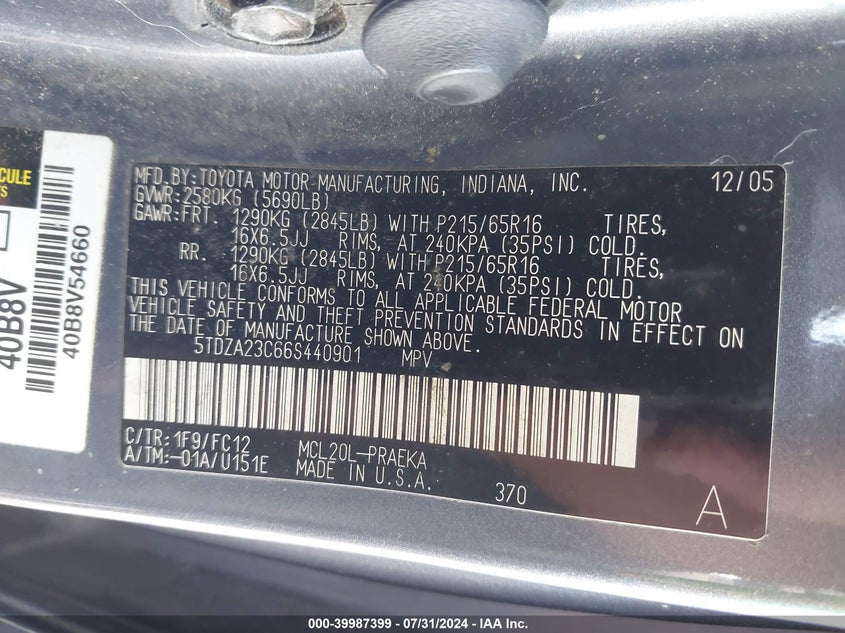 MFD.BY:TOYOTA MOTOR MANUFACTURING, INDIANA, INC. 12/05
GVWR:2580KG (5690LB)
GAWR:FRT. 1290KG (2845LB) WITH P215/65R16 TIRES,
16X6.5JJ RIMS, AT 240KPA (35PSI) COLD.
RR. 1290KG (2845LB) WITH P215/65R16 TIRES,
16X6.5JJ RIMS, AT 240KPA (35PSI) COLD.
THIS VEHICLE CONFORMS TO ALL APPLICABLE FEDERAL MOTOR
VEHICLE SAFETY AND THEFT PREVENTION STANDARDS IN EFFECT ON
THE DATE OF MANUFACTURE SHOWN ABOVE.
5TDZA23C66S440901 MPV
C/TR:1F9/FC12 MCL20L-PRAEKA
A/TM:-01A/U151E MADE IN U.S.A. 370
A
40B8V
40B8V54660
000-39987399 - 07/31/2024 - IAA Inc.